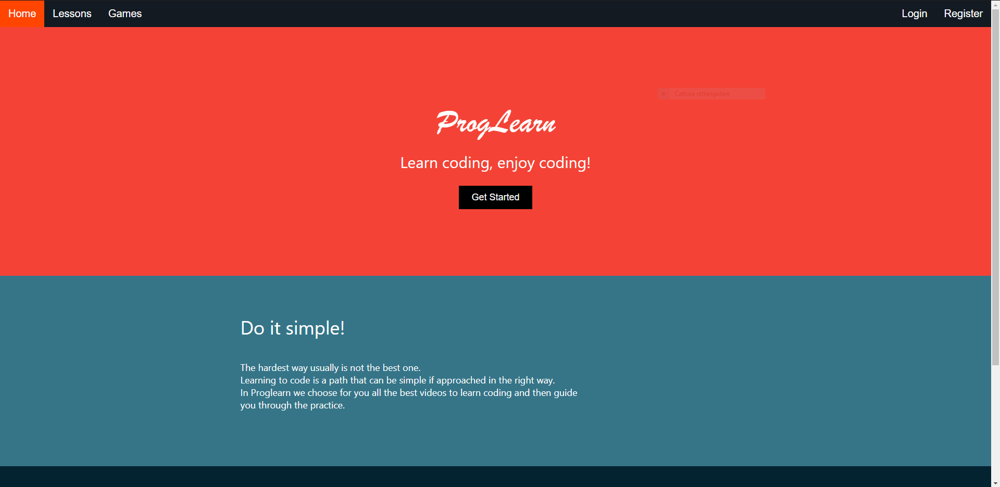 Home Lessons Games Login Register
Cattura rettangolare
ProgLearn
Learn coding, enjoy coding!
Get Started
Do it simple!
The hardest way usually is not the best one.
Learning to code is a path that can be simple if approached in the right way.
In Proglearn we choose for you all the best videos to learn coding and then guide
you through the practice.